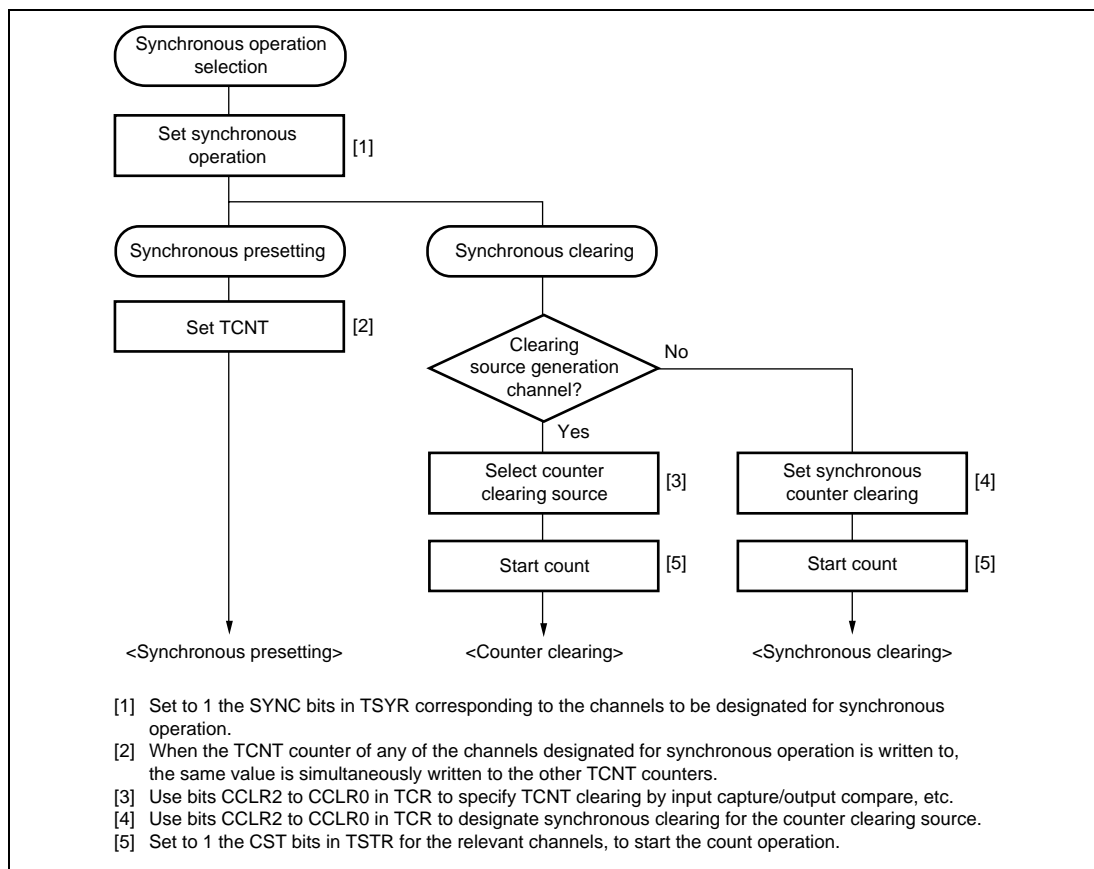 Synchronous operation
selection
Set synchronous
operation
[1]
Synchronous presetting
Synchronous clearing
Set TCNT
[2]
Clearing
source generation
channel?
No
Yes
Select counter
clearing source
[3]
Set synchronous
counter clearing
[4]
Start count
[5]
Start count
[5]
<Synchronous presetting>
<Counter clearing>
<Synchronous clearing>
[1] Set to 1 the SYNC bits in TSYR corresponding to the channels to be designated for synchronous
operation.
[2] When the TCNT counter of any of the channels designated for synchronous operation is written to,
the same value is simultaneously written to the other TCNT counters.
[3] Use bits CCLR2 to CCLR0 in TCR to specify TCNT clearing by input capture/output compare, etc.
[4] Use bits CCLR2 to CCLR0 in TCR to designate synchronous clearing for the counter clearing source.
[5] Set to 1 the CST bits in TSTR for the relevant channels, to start the count operation.